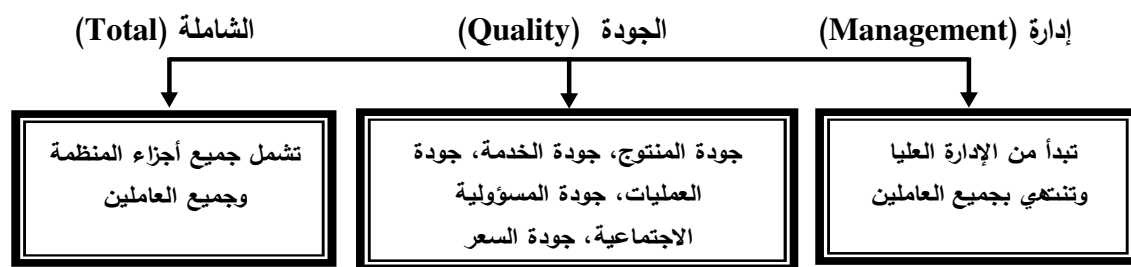 إدارة (Management) الجودة (Quality) الشاملة (Total)
تبدأ من الإدارة العليا
وتنتهي بجميع العاملين
جودة المنتوج، جودة الخدمة، جودة
العمليات، جودة المسؤولية
الاجتماعية، جودة السعر
تشمل جميع أجزاء المنظمة
وجميع العاملين